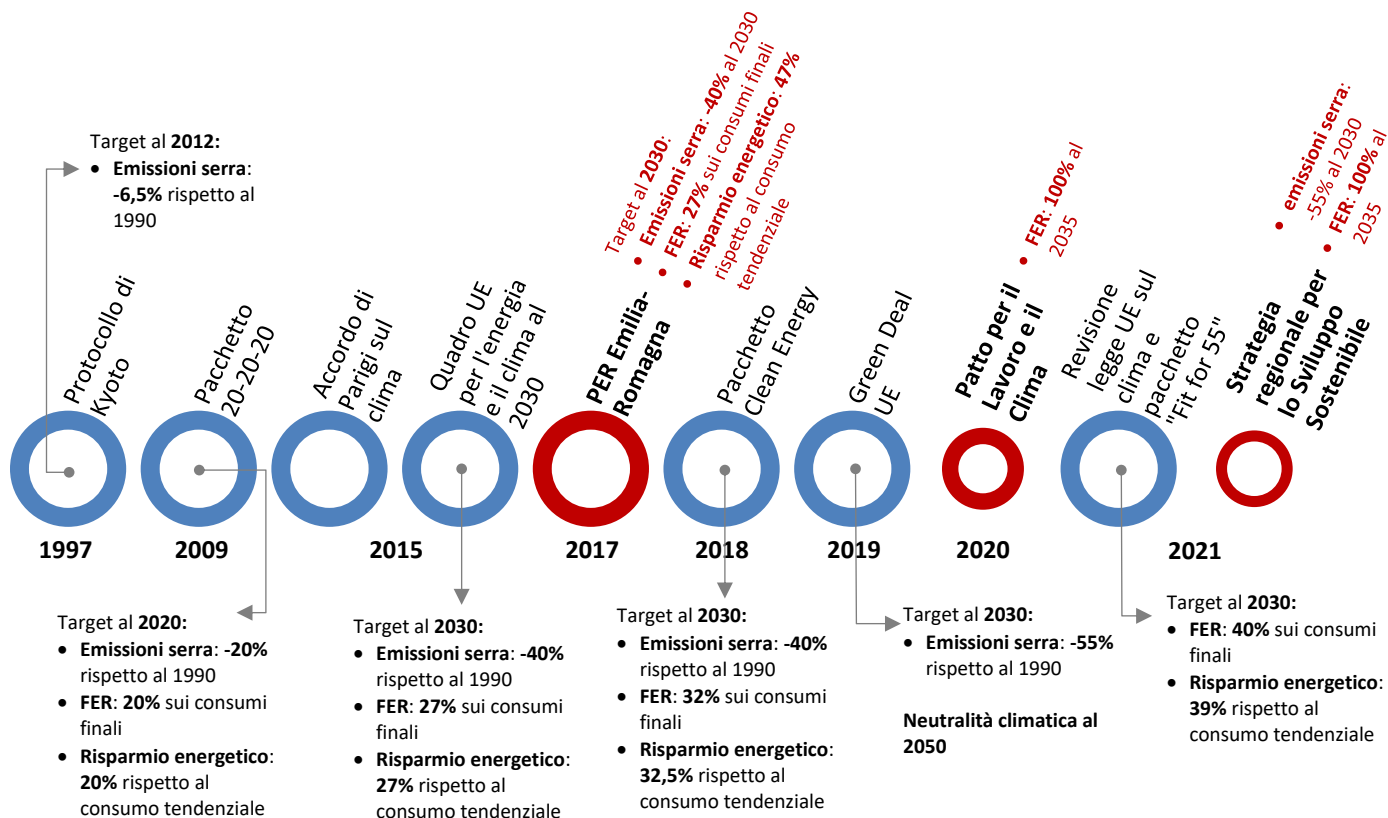 Target al 2012:
• Emissioni serra:
-6,5% rispetto al
1990
Target al 2030:
• Emissioni serra: -40% al 2030
• FER: 27% sui consumi finali
• Risparmio energetico: 47%
rispetto al consumo
tendenziale
• FER: 100% al
2035
• emissioni serra:
-55% al 2030
• FER: 100% al
2035
Protocollo di
Kyoto
Pacchetto
20-20-20
Accordo di
Parigi sul
clima
Quadro UE
per l'energia
e il clima al
2030
PER Emilia-
Romagna
Pacchetto
Clean Energy
Green Deal
UE
Patto per il
Lavoro e il
Clima
Revisione
legge UE sul
clima e
pacchetto
"Fit for 55"
Strategia
regionale per
lo Sviluppo
Sostenibile
1997
2009
2015
2017
2018
2019
2020
2021
Target al 2020:
• Emissioni serra: -20%
rispetto al 1990
• FER: 20% sui consumi
finali
• Risparmio energetico:
20% rispetto al
consumo tendenziale
Target al 2030:
• Emissioni serra: -40%
rispetto al 1990
• FER: 27% sui consumi
finali
• Risparmio energetico:
27% rispetto al
consumo tendenziale
Target al 2030:
• Emissioni serra: -40%
rispetto al 1990
• FER: 32% sui consumi
finali
• Risparmio energetico:
32,5% rispetto al
consumo tendenziale
Target al 2030:
• Emissioni serra: -55%
rispetto al 1990
Neutralità climatica al
2050
Target al 2030:
• FER: 40% sui consumi
finali
• Risparmio energetico:
39% rispetto al
consumo tendenziale